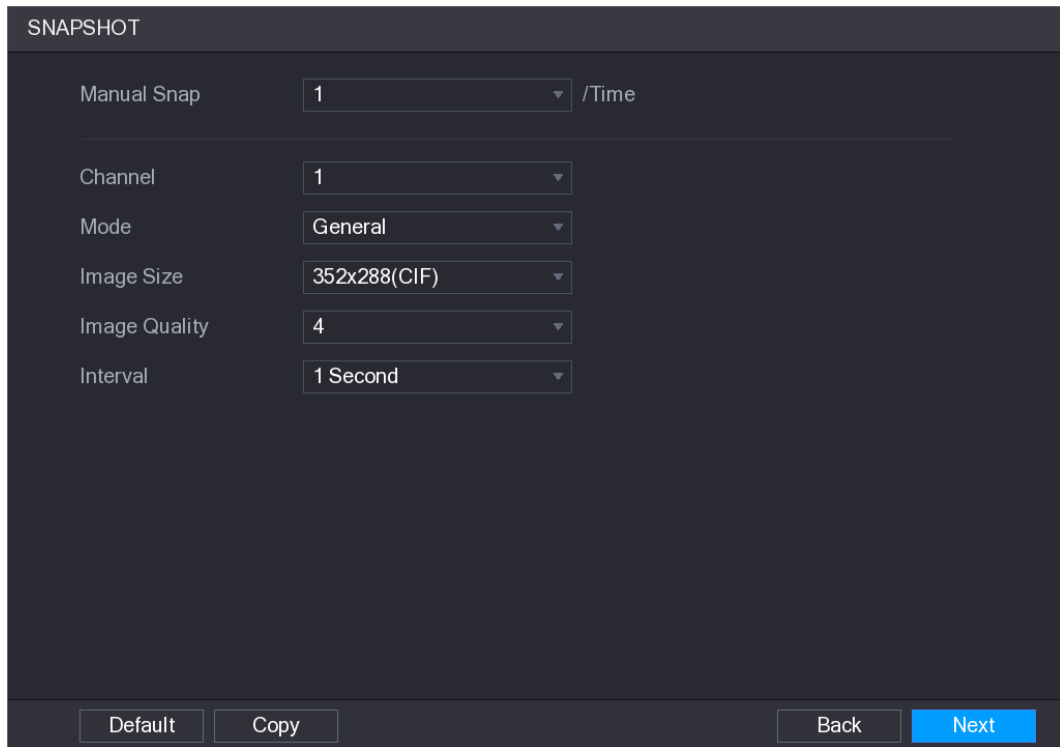 SNAPSHOT
Manual Snap 1 /Time
Channel 1
Mode General
Image Size 352x288(CIF)
Image Quality 4
Interval 1 Second
Default Copy Back Next